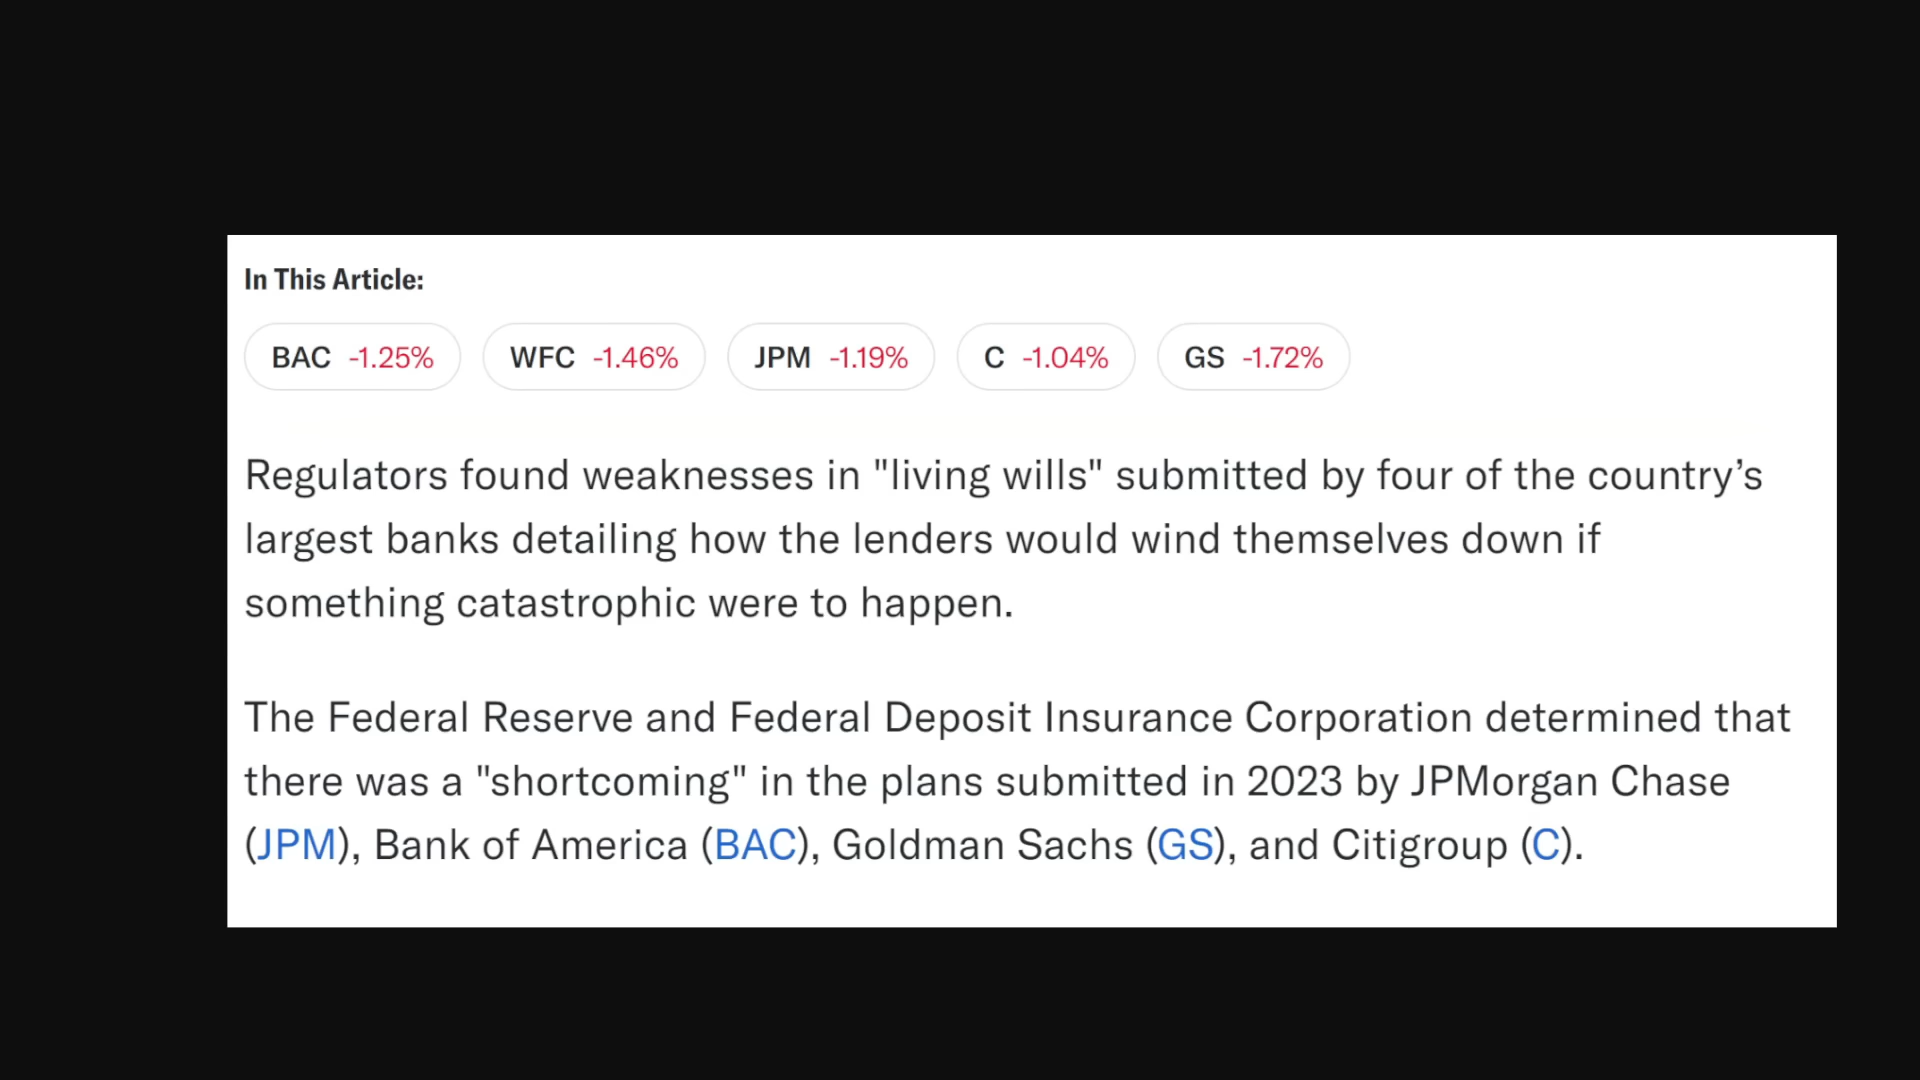 In This Article:
BAC -1.25% WFC -1.46% JPM -1.19% C -1.04% GS -1.72%
Regulators found weaknesses in "living wills" submitted by four of the country’s
largest banks detailing how the lenders would wind themselves down if
something catastrophic were to happen.
The Federal Reserve and Federal Deposit Insurance Corporation determined that
there was a "shortcoming" in the plans submitted in 2023 by JPMorgan Chase
(JPM), Bank of America (BAC), Goldman Sachs (GS), and Citigroup (C).